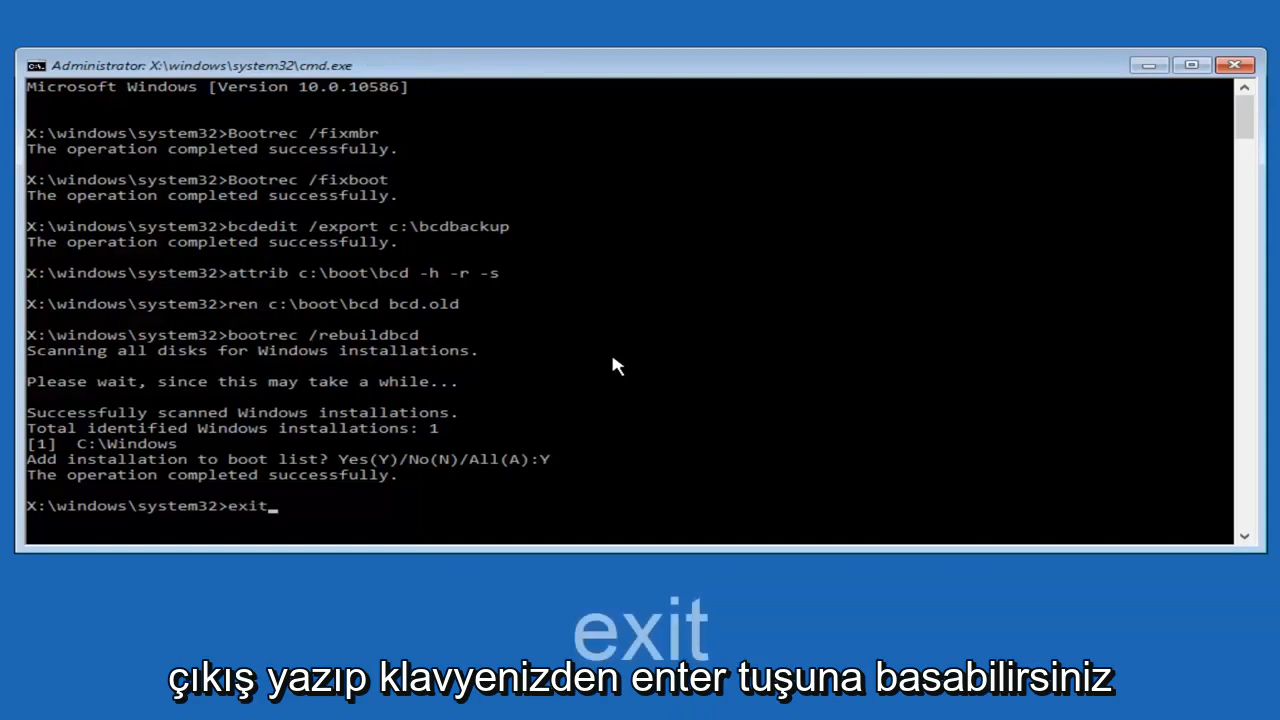 Administrator: X:\windows\system32\cmd.exe
Microsoft Windows [Version 10.0.10586]
X:\windows\system32>Bootrec /fixmbr
The operation completed successfully.
X:\windows\system32>Bootrec /fixboot
The operation completed successfully.
X:\windows\system32>bcdedit /export c:\bcdbackup
The operation completed successfully.
X:\windows\system32>attrib c:\boot\bcd -h -r -s
X:\windows\system32>ren c:\boot\bcd bcd.old
X:\windows\system32>bootrec /rebuildbcd
Scanning all disks for Windows installations.
Please wait, since this may take a while...
Successfully scanned Windows installations.
Total identified Windows installations: 1
[1]  C:\Windows
Add installation to boot list? Yes(Y)/No(N)/All(A):Y
The operation completed successfully.
X:\windows\system32>exit_
exit
çıkış yazıp klavyenizden enter tuşuna basabilirsiniz